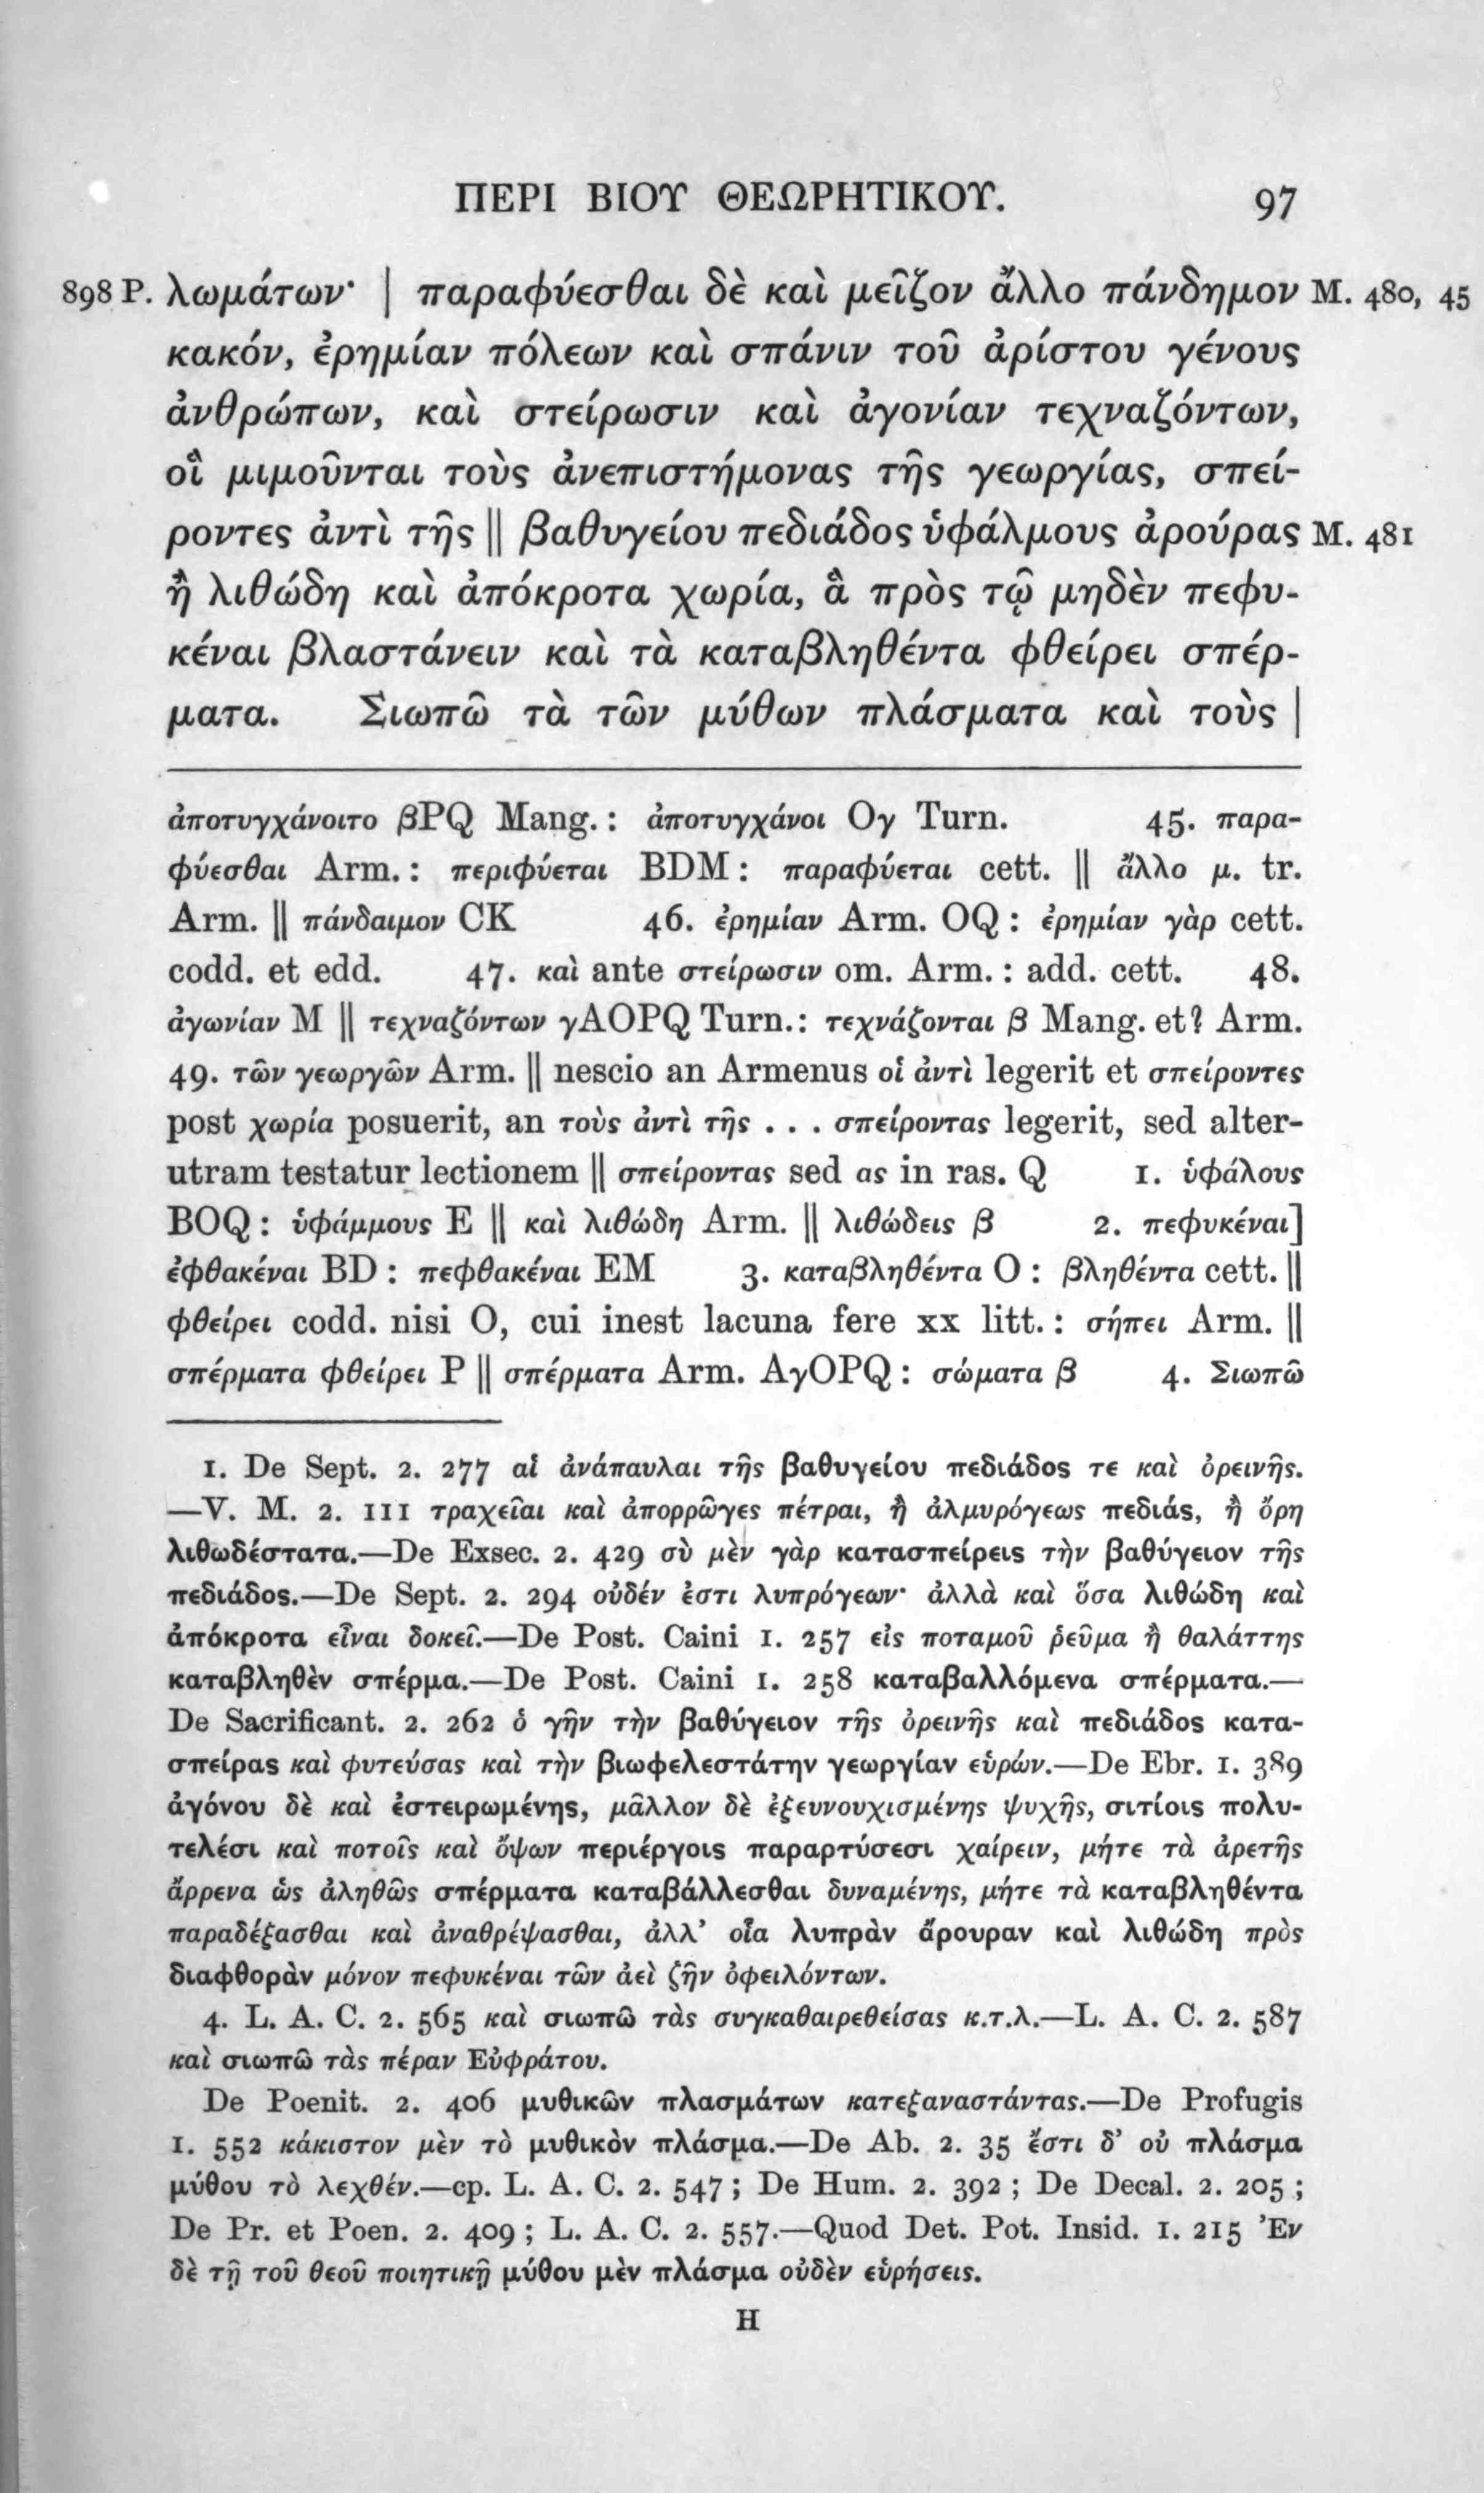 ΠΕΡΙ ΒΙΟΥ ΘΕΩΡΗΤΙΚΟΥ. 97
898 P. λωμάτων· | παραφύεσθαι δὲ καὶ μεῖζον ἄλλο πάνδημον M. 480, 45
κακόν, ἐρημίαν πόλεων καὶ σπάνιν τοῦ ἀρίστου γένους
ἀνθρώπων, καὶ στείρωσιν καὶ ἀγονίαν τεχναζόντων,
οἳ μιμοῦνται τοὺς ἀνεπιστήμονας τῆς γεωργίας, σπεί-
ροντες ἀντὶ τῆς || βαθυγείου πεδιάδος ὑφάλμους ἀρούρας M. 481
ἢ λιθώδη καὶ ἀπόκροτα χωρία, ἃ πρὸς τῷ μηδὲν πεφυ-
κέναι βλαστάνειν καὶ τὰ καταβληθέντα φθείρει σπέρ-
ματα. Σιωπῶ τὰ τῶν μύθων πλάσματα καὶ τοὺς |
ἀποτυγχάνοιτο βPQ Mang. : ἀποτυγχάνοι Ογ Turn. 45. παρα-
φύεσθαι Arm. : περιφύεται BDM : παραφύεται cett. || ἄλλο μ. tr.
Arm. || πάνδαιμον CK 46. ἐρημίαν Arm. OQ : ἐρημίαν γὰρ cett.
codd. et edd. 47. καὶ ante στείρωσιν om. Arm. : add. cett. 48.
ἀγωνίαν M || τεχναζόντων γAOPQ Turn. : τεχνάζονται β Mang. et? Arm.
49. τῶν γεωργῶν Arm. || nescio an Armenus οἱ ἀντὶ legerit et σπείροντες
post χωρία posuerit, an τοὺς ἀντὶ τῆς . . . σπείροντας legerit, sed alter-
utram testatur lectionem || σπείροντας sed ας in ras. Q 1. ὑφάλους
BOQ : ὑφάμμους E || καὶ λιθώδη Arm. || λιθώδεις β 2. πεφυκέναι]
ἐφθακέναι BD : πεφθακέναι EM 3. καταβληθέντα O : βληθέντα cett. ||
φθείρει codd. nisi O, cui inest lacuna fere xx litt. : σήπει Arm. ||
σπέρματα φθείρει P || σπέρματα Arm. AγOPQ : σώματα β 4. Σιωπῶ
1. De Sept. 2. 277 αἱ ἀνάπαυλαι τῆς βαθυγείου πεδιάδος τε καὶ ὀρεινῆς.
—V. M. 2. 111 τραχεῖαι καὶ ἀπορρῶγες πέτραι, ἢ ἁλμυρόγεως πεδιάς, ἢ ὄρη
λιθωδέστατα.—De Exsec. 2. 429 σὺ μὲν γὰρ κατασπείρεις τὴν βαθύγειον τῆς
πεδιάδος.—De Sept. 2. 294 οὐδέν ἐστι λυπρόγεων· ἀλλὰ καὶ ὅσα λιθώδη καὶ
ἀπόκροτα εἶναι δοκεῖ.—De Post. Caini 1. 257 εἰς ποταμοῦ ῥεῦμα ἢ θαλάττης
καταβληθὲν σπέρμα.—De Post. Caini 1. 258 καταβαλλόμενα σπέρματα.—
De Sacrificant. 2. 262 ὁ γῆν τὴν βαθύγειον τῆς ὀρεινῆς καὶ πεδιάδος κατα-
σπείρας καὶ φυτεύσας καὶ τὴν βιωφελεστάτην γεωργίαν εὑρών.—De Ebr. 1. 389
ἀγόνου δὲ καὶ ἐστειρωμένης, μᾶλλον δὲ ἐξευνουχισμένης ψυχῆς, σιτίοις πολυ-
τελέσι καὶ ποτοῖς καὶ ὄψων περιέργοις παραρτύσεσι χαίρειν, μήτε τὰ ἀρετῆς
ἄρρενα ὡς ἀληθῶς σπέρματα καταβάλλεσθαι δυναμένης, μήτε τὰ καταβληθέντα
παραδέξασθαι καὶ ἀναθρέψασθαι, ἀλλ’ οἷα λυπρὰν ἄρουραν καὶ λιθώδη πρὸς
διαφθορὰν μόνον πεφυκέναι τῶν ἀεὶ ζῆν ὀφειλόντων.
4. L. A. C. 2. 565 καὶ σιωπῶ τὰς συγκαθαιρεθείσας κ.τ.λ.—L. A. C. 2. 587
καὶ σιωπῶ τὰς πέραν Εὐφράτου.
De Poenit. 2. 406 μυθικῶν πλασμάτων κατεξαναστάντας.—De Profugis
1. 552 κάκιστον μὲν τὸ μυθικὸν πλάσμα.—De Ab. 2. 35 ἔστι δ’ οὐ πλάσμα
μύθου τὸ λεχθέν.—cp. L. A. C. 2. 547 ; De Hum. 2. 392 ; De Decal. 2. 205 ;
De Pr. et Poen. 2. 409 ; L. A. C. 2. 557.—Quod Det. Pot. Insid. 1. 215 Ἐν
δὲ τῇ τοῦ θεοῦ ποιητικῇ μύθου μὲν πλάσμα οὐδὲν εὑρήσεις.
H